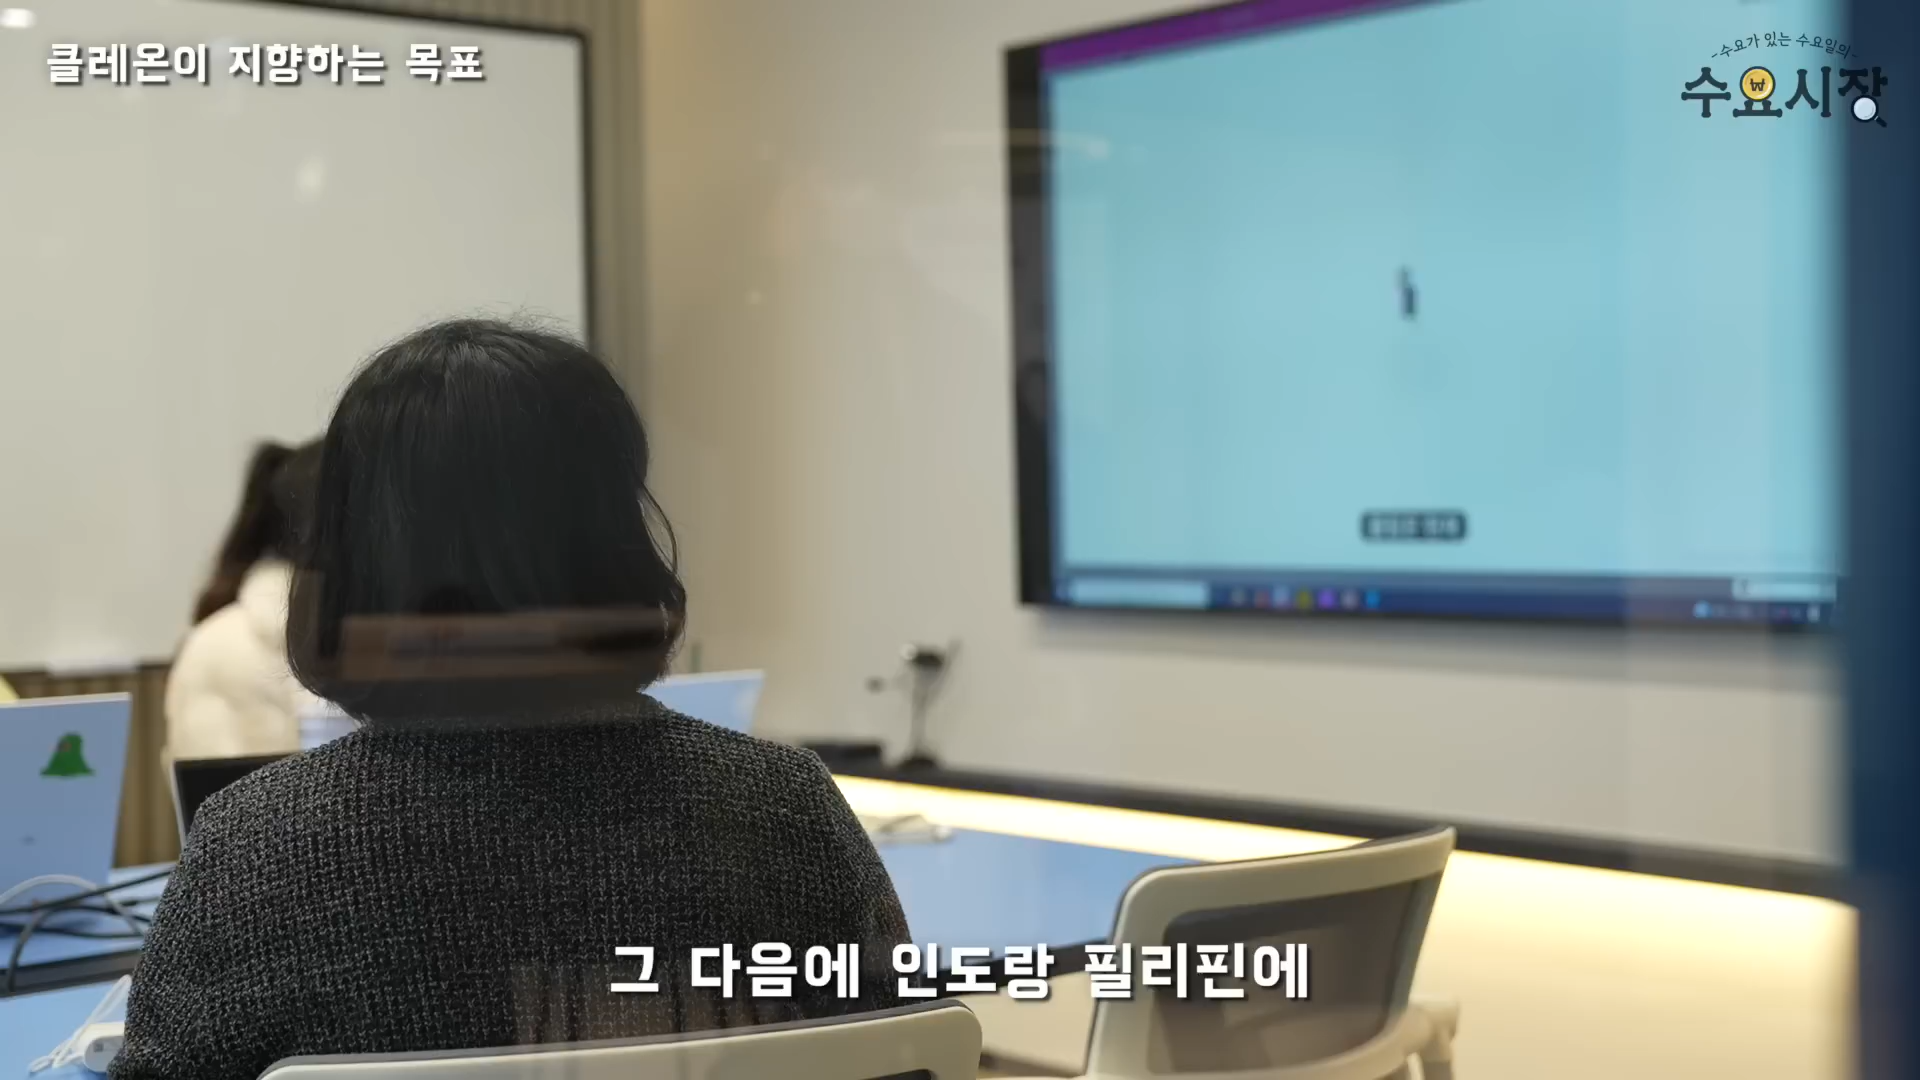 클레온이 지향하는 목표
수요가 있는 수요일의
수요시장
그 다음에 인도랑 필리핀에